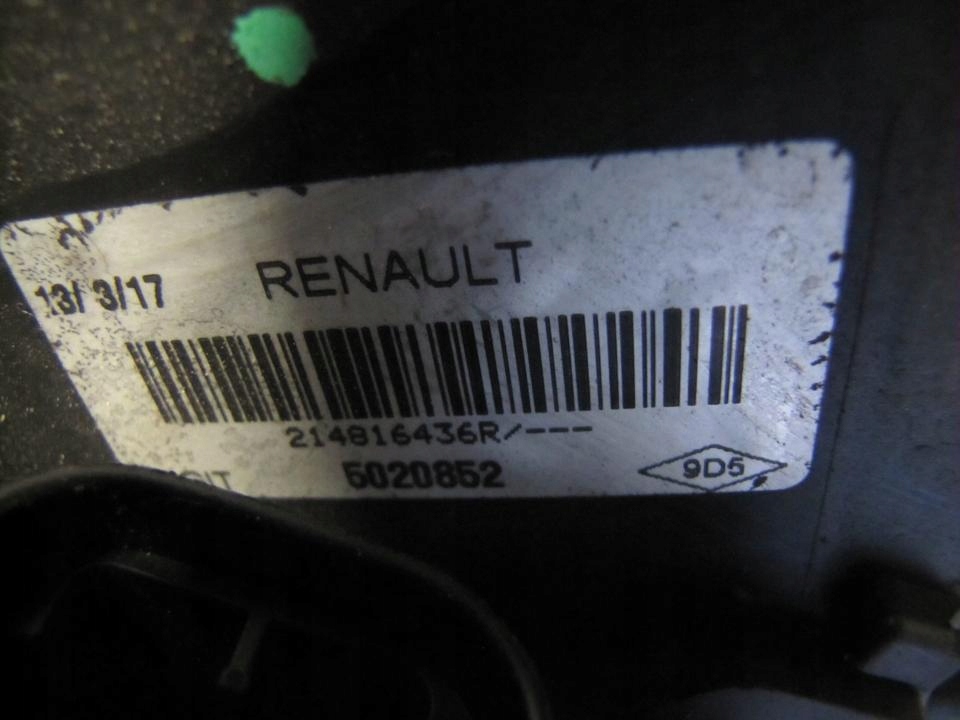 RENAULT
13/ 3/17
214816436R/---
5020852
9D5